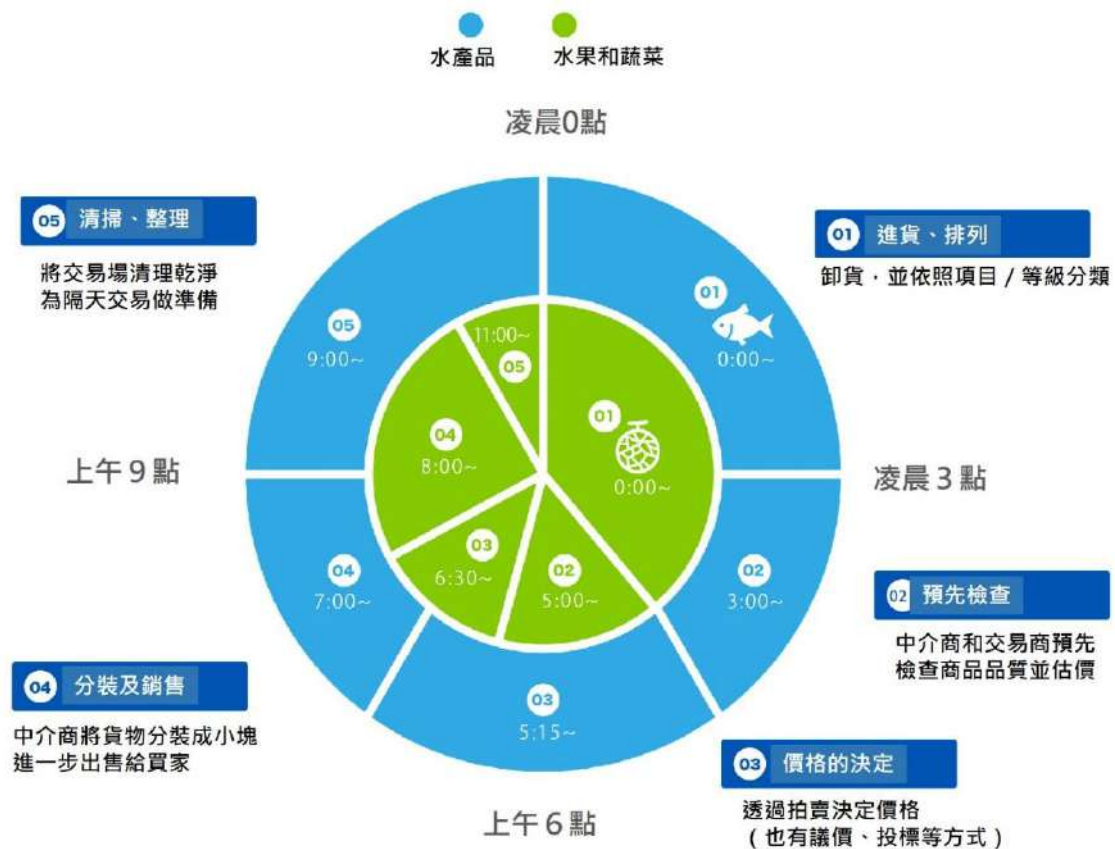 水產品
水果和蔬菜
凌晨0點
05 清掃、整理
將交易場清理乾淨
為隔天交易做準備
01 進貨、排列
卸貨，並依照項目 / 等級分類
01
0:00~
05
9:00~
11:00~
05
01
0:00~
04
8:00~
上午9點
凌晨3點
03
6:30~
02
5:00~
04
7:00~
02
3:00~
02 預先檢查
中介商和交易商預先
檢查商品品質並估價
04 分裝及銷售
中介商將貨物分裝成小塊
進一步出售給買家
03
5:15~
03 價格的決定
透過拍賣決定價格
（也有議價、投標等方式）
上午6點